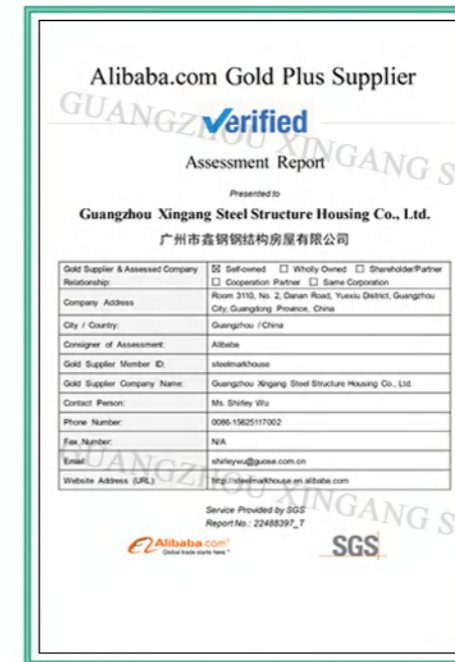 Alibaba.com Gold Plus Supplier
Verified
Assessment Report
Presented to
Guangzhou Xingang Steel Structure Housing Co., Ltd.
广州市鑫钢钢结构房屋有限公司
Gold Supplier & Assessed Company Relationship: ☒ Self-owned ☐ Wholly Owned ☐ Shareholder/Partner
☐ Cooperation Partner ☐ Same Corporation
Company Address Room 3110, No. 2, Danan Road, Yuexiu District, Guangzhou
City, Guangdong Province, China
City / Country: Guangzhou / China
Consigner of Assessment: Alibaba
Gold Supplier Member ID: steelmarkhouse
Gold Supplier Company Name: Guangzhou Xingang Steel Structure Housing Co., Ltd.
Contact Person: Ms. Shirley Wu
Phone Number: 0086-15625117002
Fax Number: N/A
Email: shirleywu@guose.com.cn
Website Address (URL): http://steelmarkhouse.en.alibaba.com
Service Provided by SGS
Report No.: 22488397_T
Alibaba.com
Global trade starts here.™
SGS
GUANGZHOU XINGANG S
GUANGZHOU XINGANG S